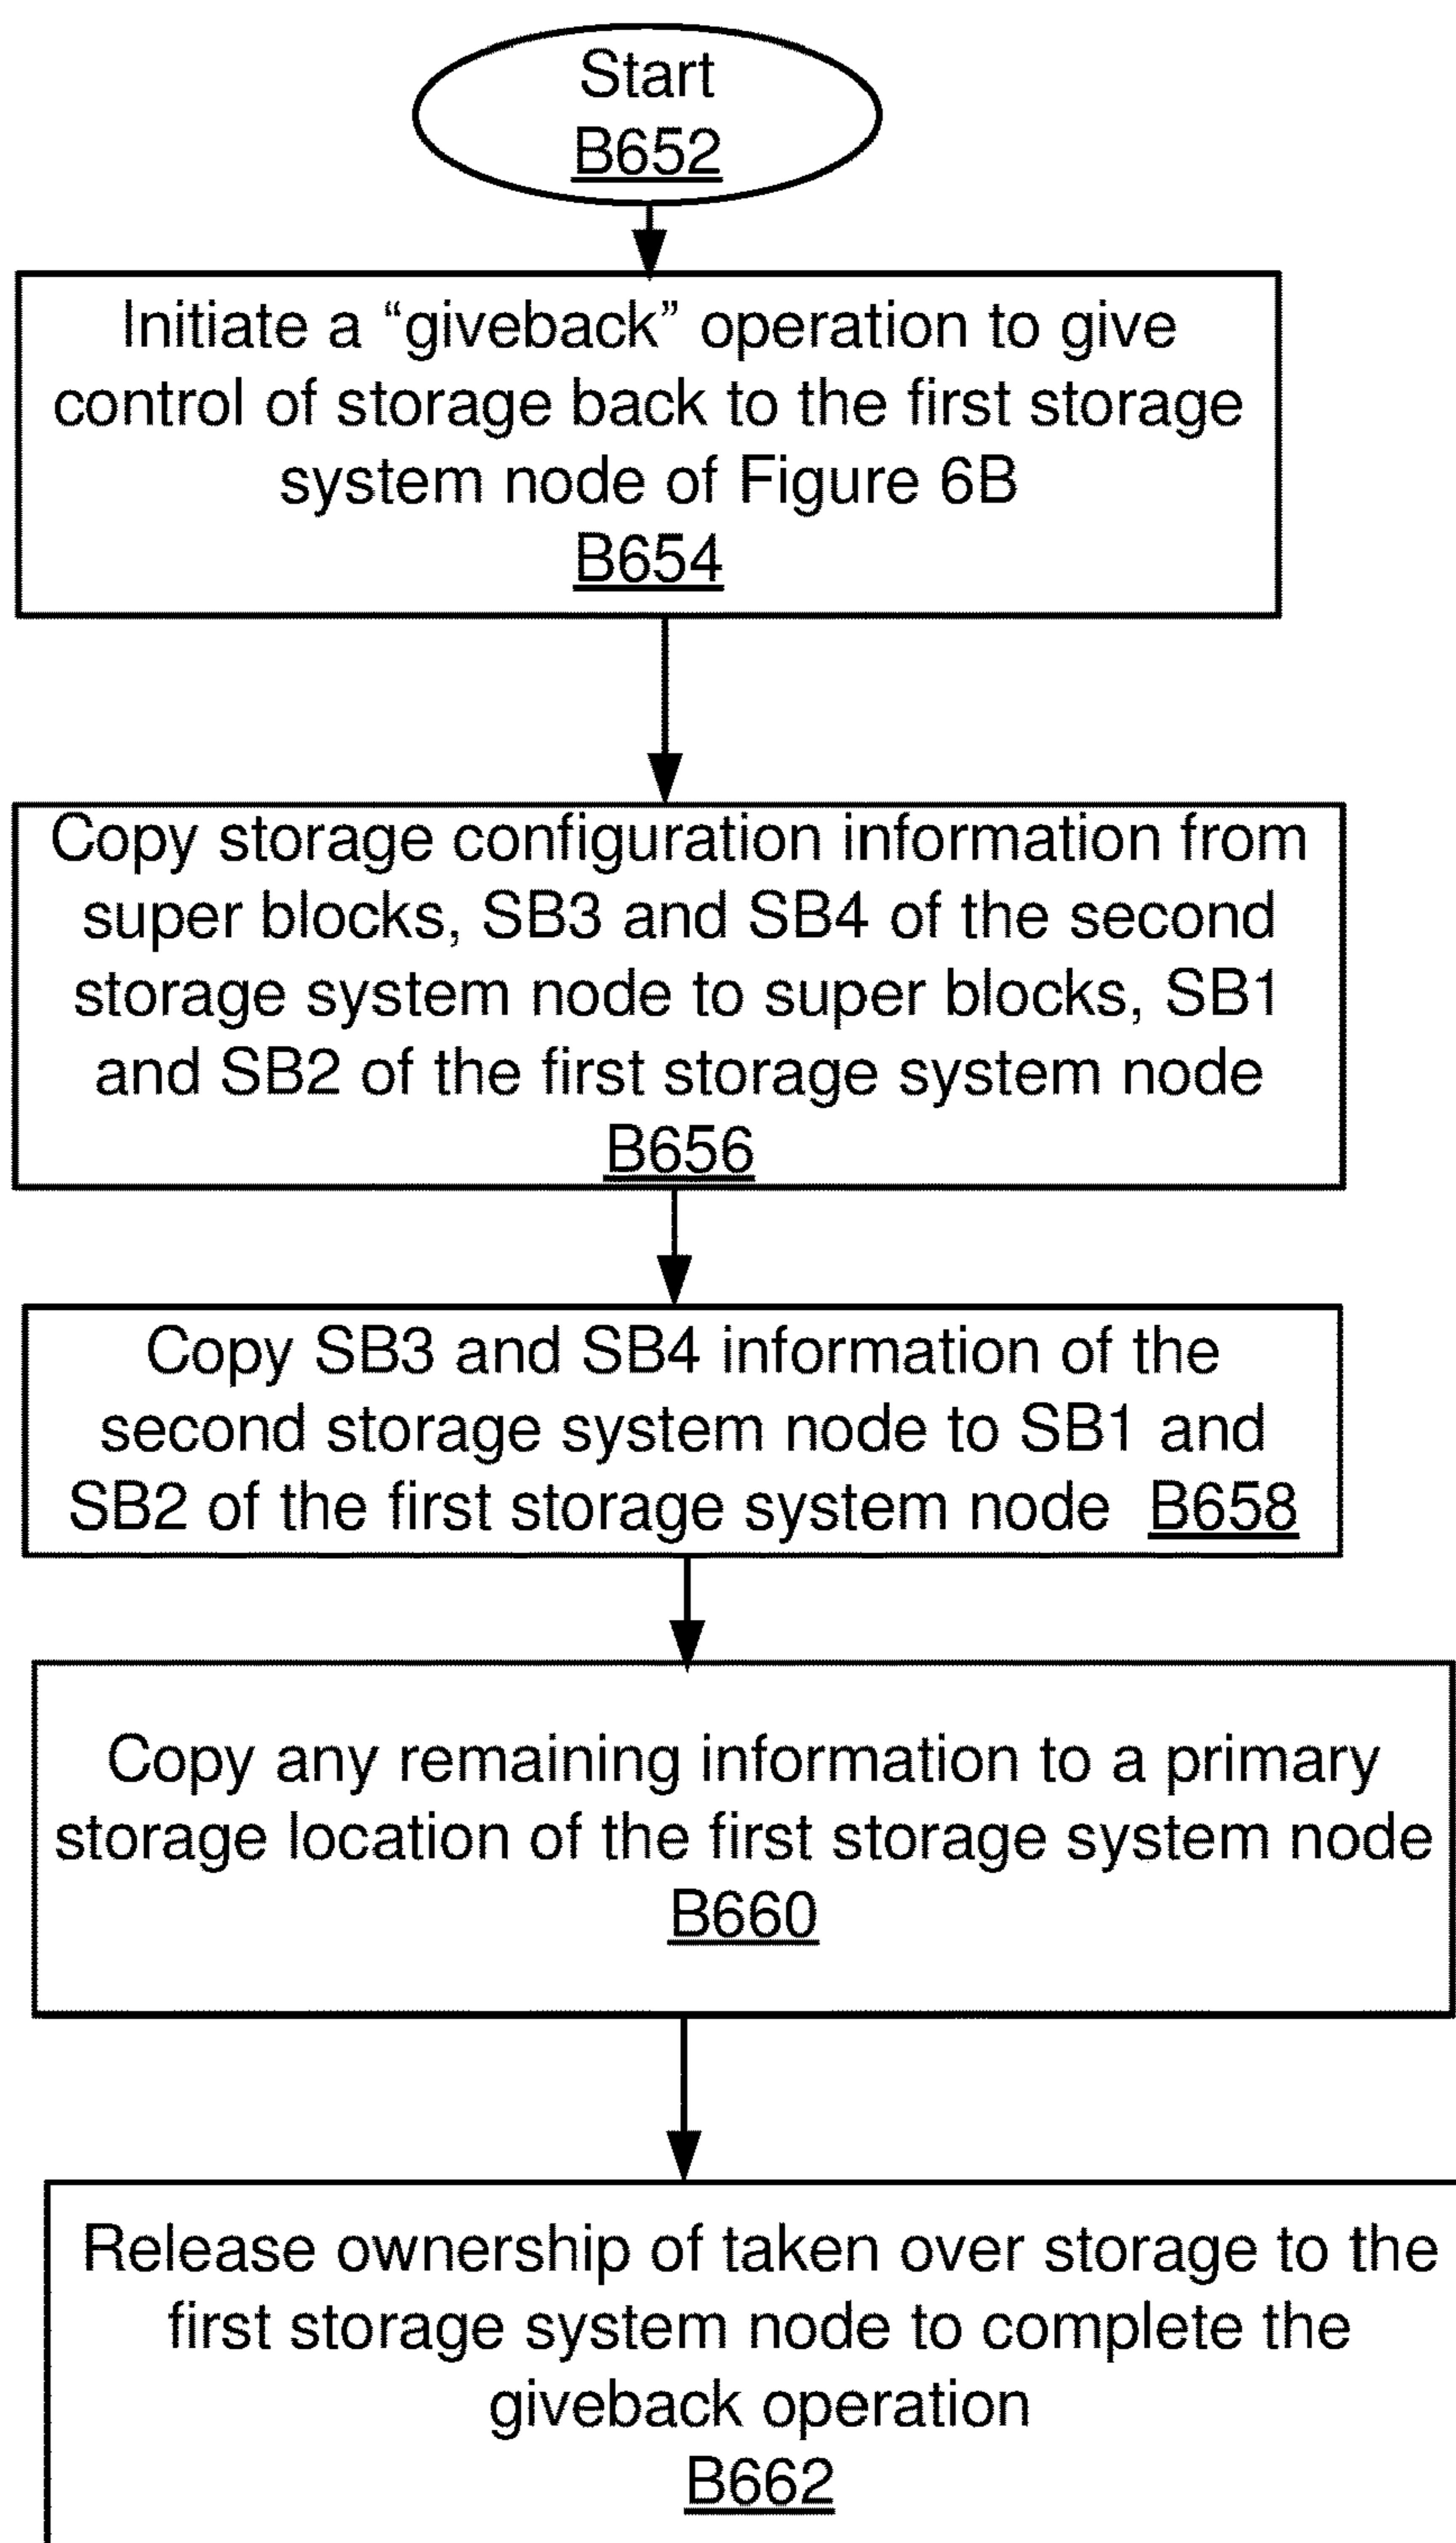 Start
B652
Initiate a “giveback” operation to give
control of storage back to the first storage
system node of Figure 6B
B654
Copy storage configuration information from
super blocks, SB3 and SB4 of the second
storage system node to super blocks, SB1
and SB2 of the first storage system node
B656
Copy SB3 and SB4 information of the
second storage system node to SB1 and
SB2 of the first storage system node B658
Copy any remaining information to a primary
storage location of the first storage system node
B660
Release ownership of taken over storage to the
first storage system node to complete the
giveback operation
B662